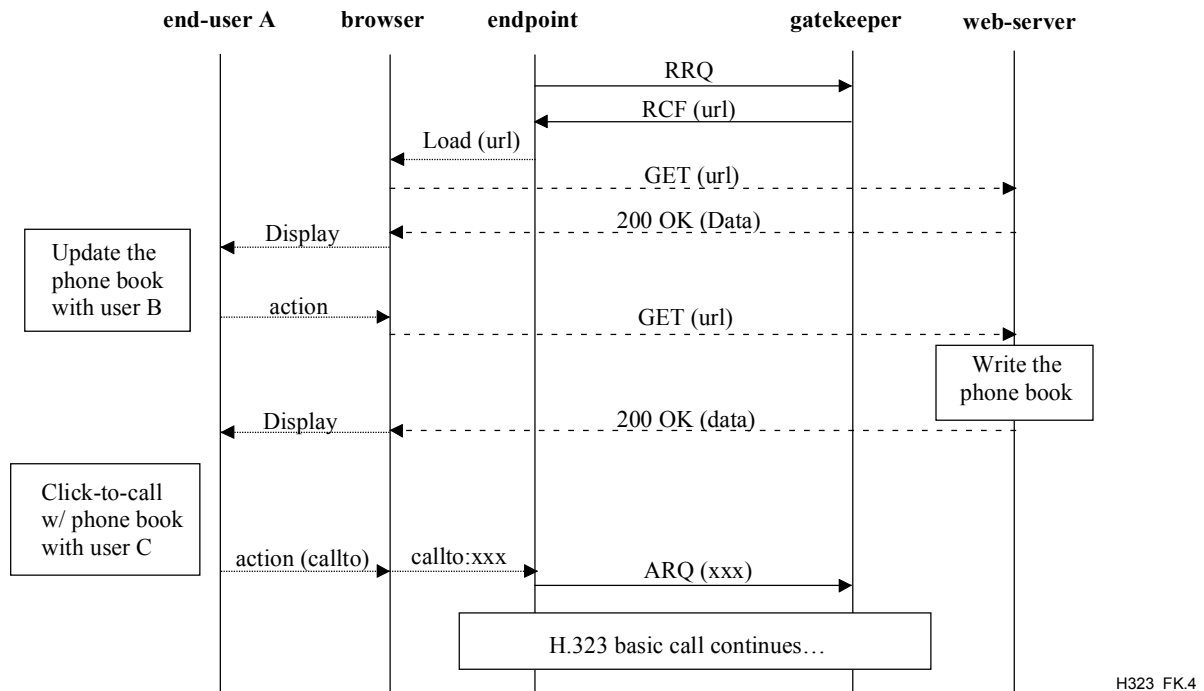 end-user A browser endpoint gatekeeper web-server
RRQ
RCF (url)
Load (url)
GET (url)
200 OK (Data)
Display
Update the
phone book
with user B
action
GET (url)
Write the
phone book
200 OK (data)
Display
Click-to-call
w/ phone book
with user C
action (callto) callto:xxx ARQ (xxx)
H.323 basic call continues…
H323_FK.4